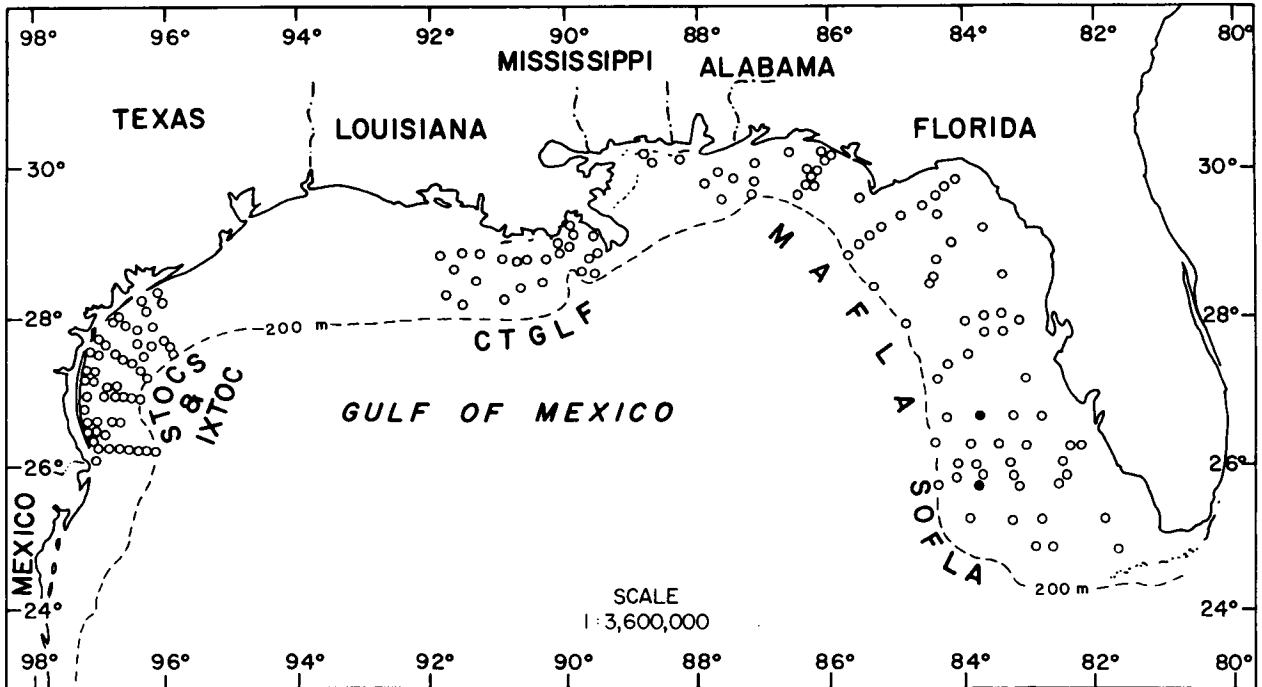 98° 96° 94° 92° 90° 88° 86° 84° 82° 80°
MISSISSIPPI
ALABAMA
TEXAS
LOUISIANA
FLORIDA
30° 30°
MAFLA
28° 28°
200 m
CTGLF
STOCS
&
IXTOC
GULF OF MEXICO
26° 26°
SOFLA
MEXICO
200 m
SCALE
1:3,600,000
24° 24°
98° 96° 94° 92° 90° 88° 86° 84° 82° 80°